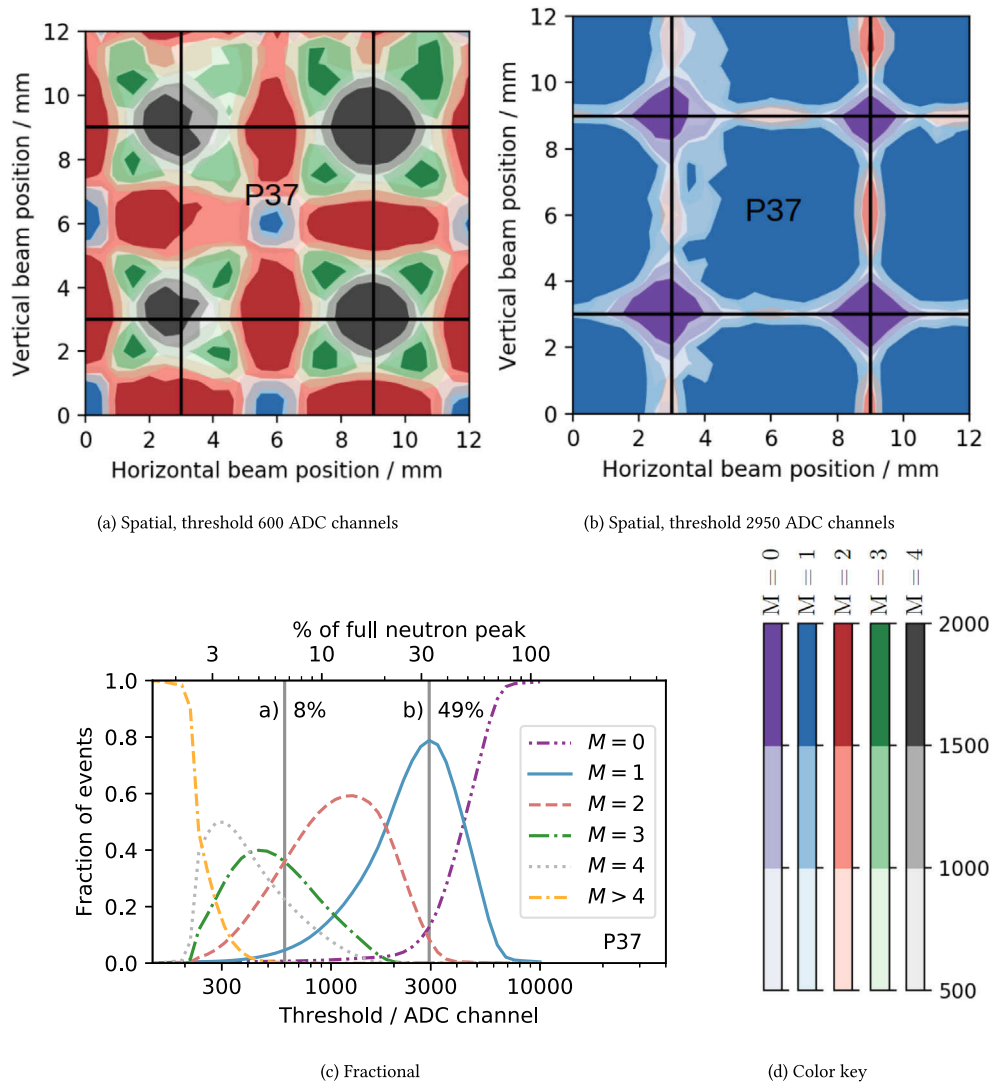 12
10
8
6
4
2
0
Vertical beam position / mm
P37
0 2 4 6 8 10 12
Horizontal beam position / mm
(a) Spatial, threshold 600 ADC channels
12
10
8
6
4
2
0
Vertical beam position / mm
P37
0 2 4 6 8 10 12
Horizontal beam position / mm
(b) Spatial, threshold 2950 ADC channels
% of full neutron peak
3 10 30 100
1.0
0.8
0.6
0.4
0.2
0.0
Fraction of events
a) 8%
b) 49%
M = 0
M = 1
M = 2
M = 3
M = 4
M > 4
P37
300 1000 3000 10000
Threshold / ADC channel
(c) Fractional
M = 0
M = 1
M = 2
M = 3
M = 4
2000
1500
1000
500
(d) Color key